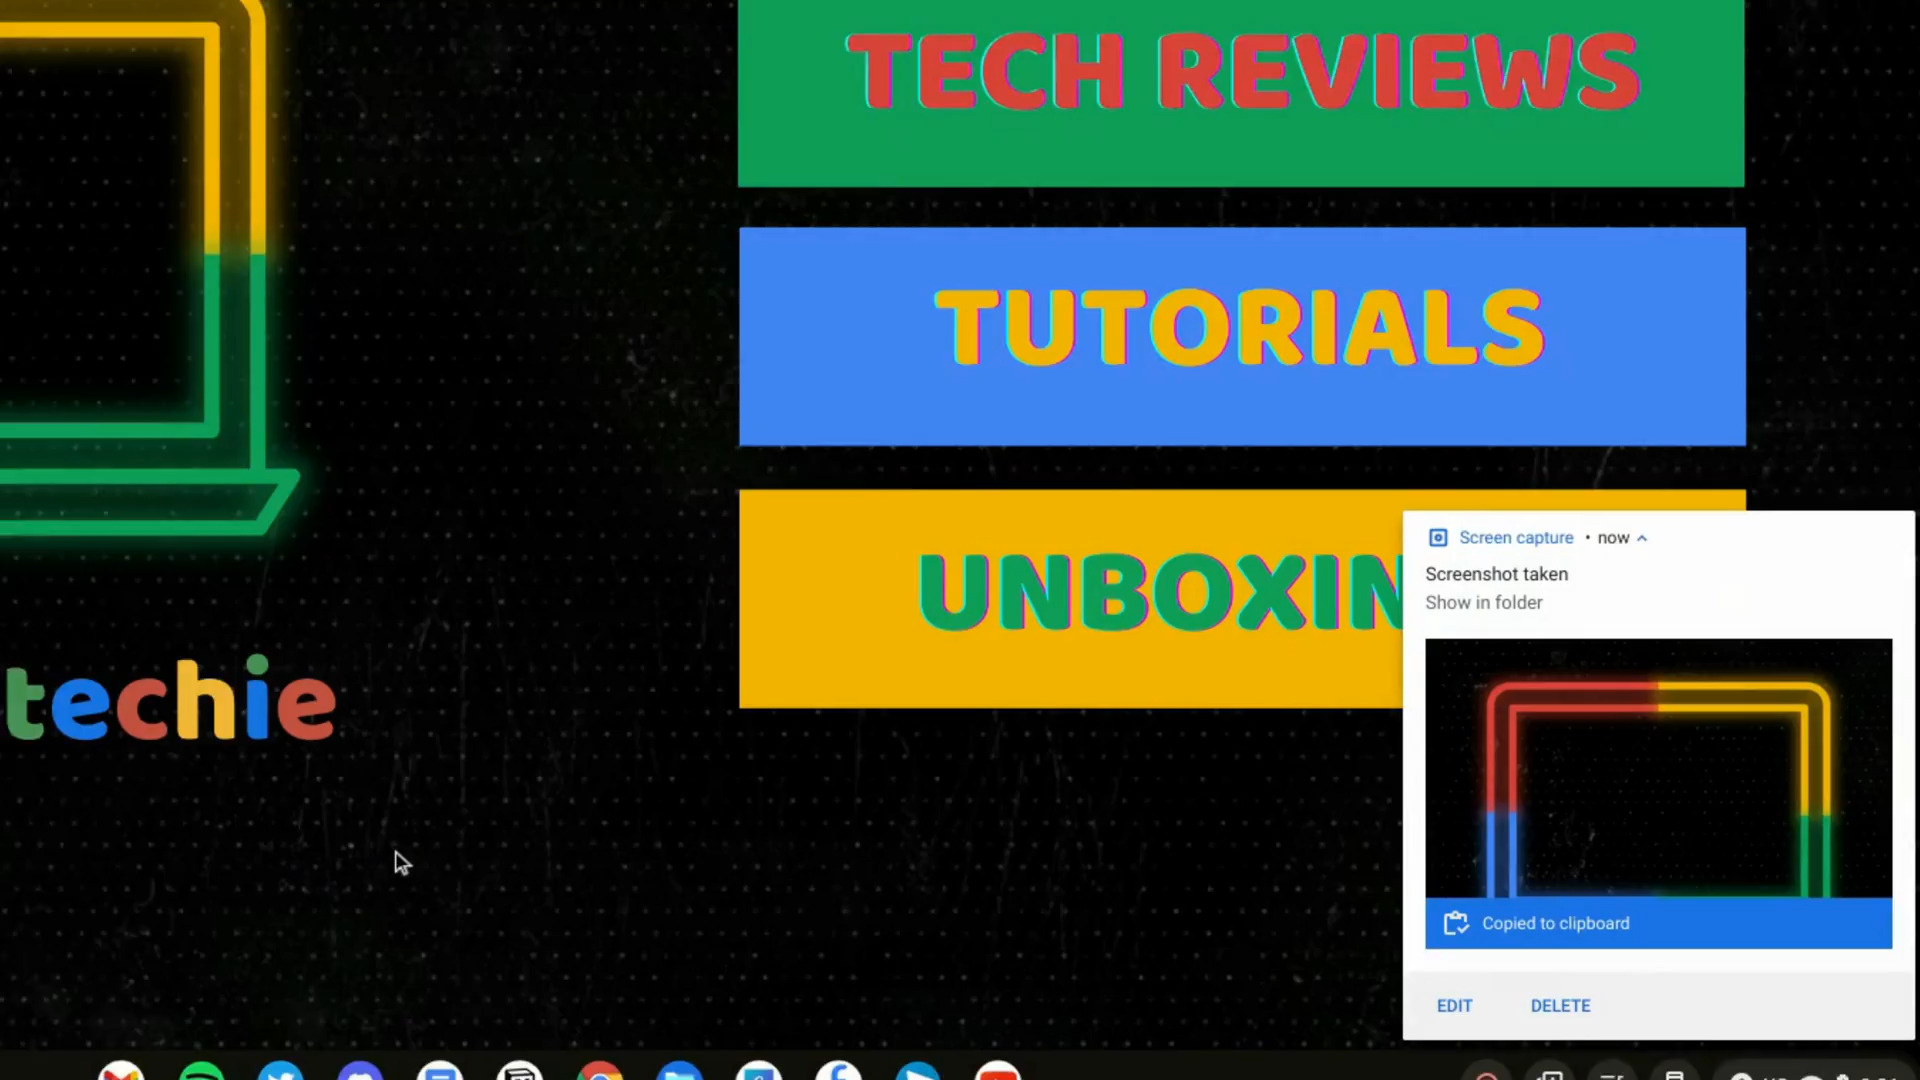 TECH REVIEWS
TUTORIALS
UNBOXIN
techie
Screen capture • now
Screenshot taken
Show in folder
Copied to clipboard
EDIT
DELETE